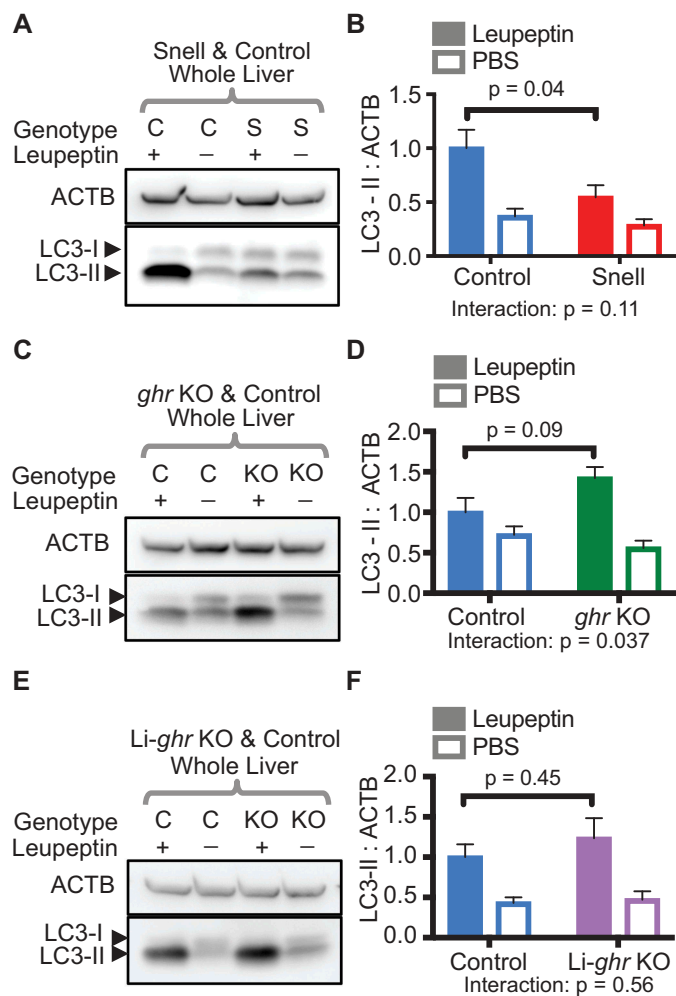 A
Snell & Control
Whole Liver
Genotype C C S S
Leupeptin + – + –
ACTB
LC3-I
LC3-II
B
Leupeptin
PBS
p = 0.04
LC3 - II : ACTB
1.5
1.0
0.5
0.0
Control Snell
Interaction: p = 0.11
C
ghr KO & Control
Whole Liver
Genotype C C KO KO
Leupeptin + – + –
ACTB
LC3-I
LC3-II
D
Leupeptin
PBS
p = 0.09
LC3 - II : ACTB
2.0
1.5
1.0
0.5
0.0
Control ghr KO
Interaction: p = 0.037
E
Li-ghr KO & Control
Whole Liver
Genotype C C KO KO
Leupeptin + – + –
ACTB
LC3-I
LC3-II
F
Leupeptin
PBS
p = 0.45
LC3-II : ACTB
2.0
1.5
1.0
0.5
0.0
Control Li-ghr KO
Interaction: p = 0.56